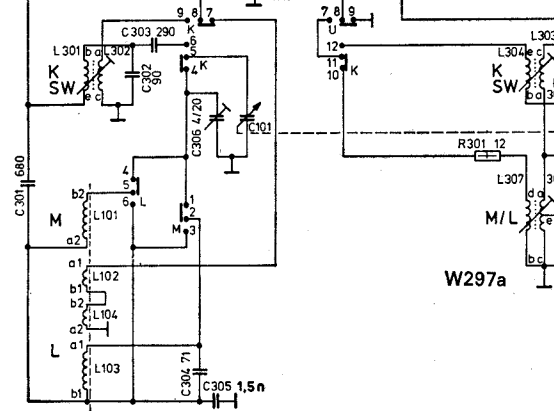 9 8 7
K
C303 290
6
5
K
4
L301
b a
L302
K
SW
e c
C302
90
C306 4/20
C101
C301 680
4
5
6
L
M
b2
L101
a2
1
2
M 3
a1
L102
b1
b2
L104
a2
L
a1
L103
b1
C304 71
C305 1,5n
7 8 9
U
12
11
10
K
L304
e c
L303
K
SW
b a
R301 12
L307
d a
M/L
e
b c
W297a